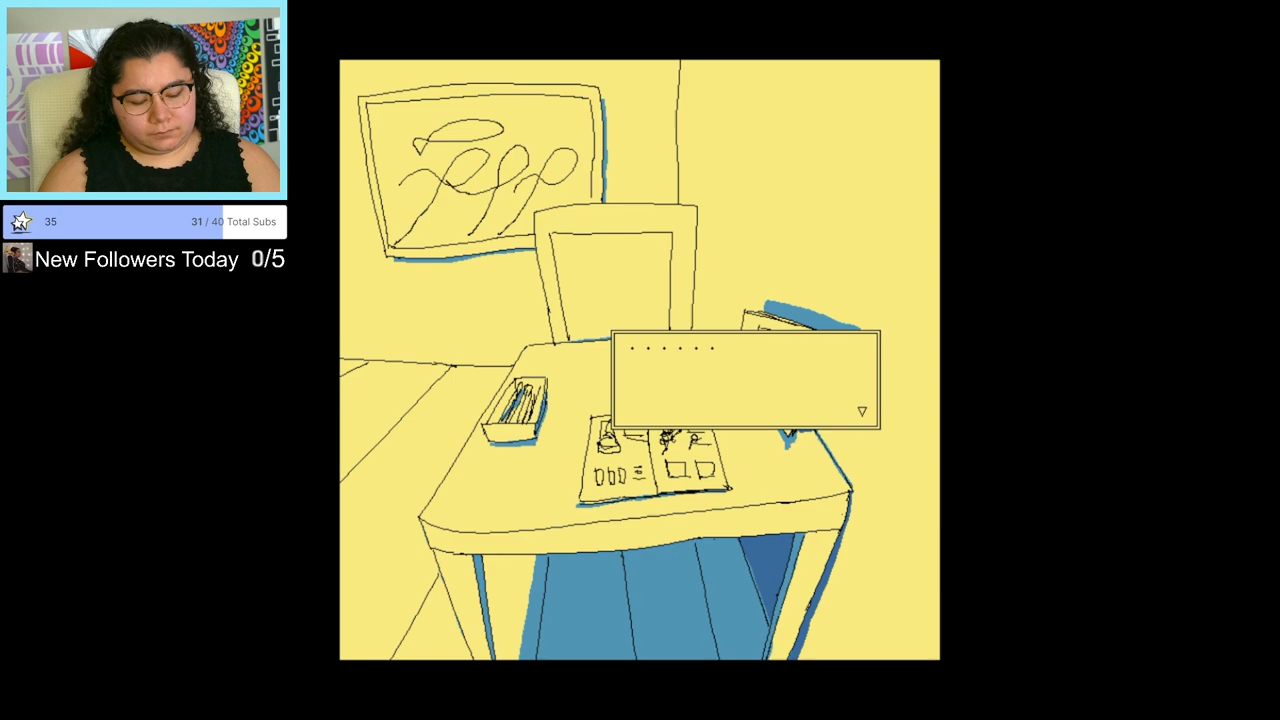 35
31 / 40 Total Subs
New Followers Today 0/5
. . . . . .